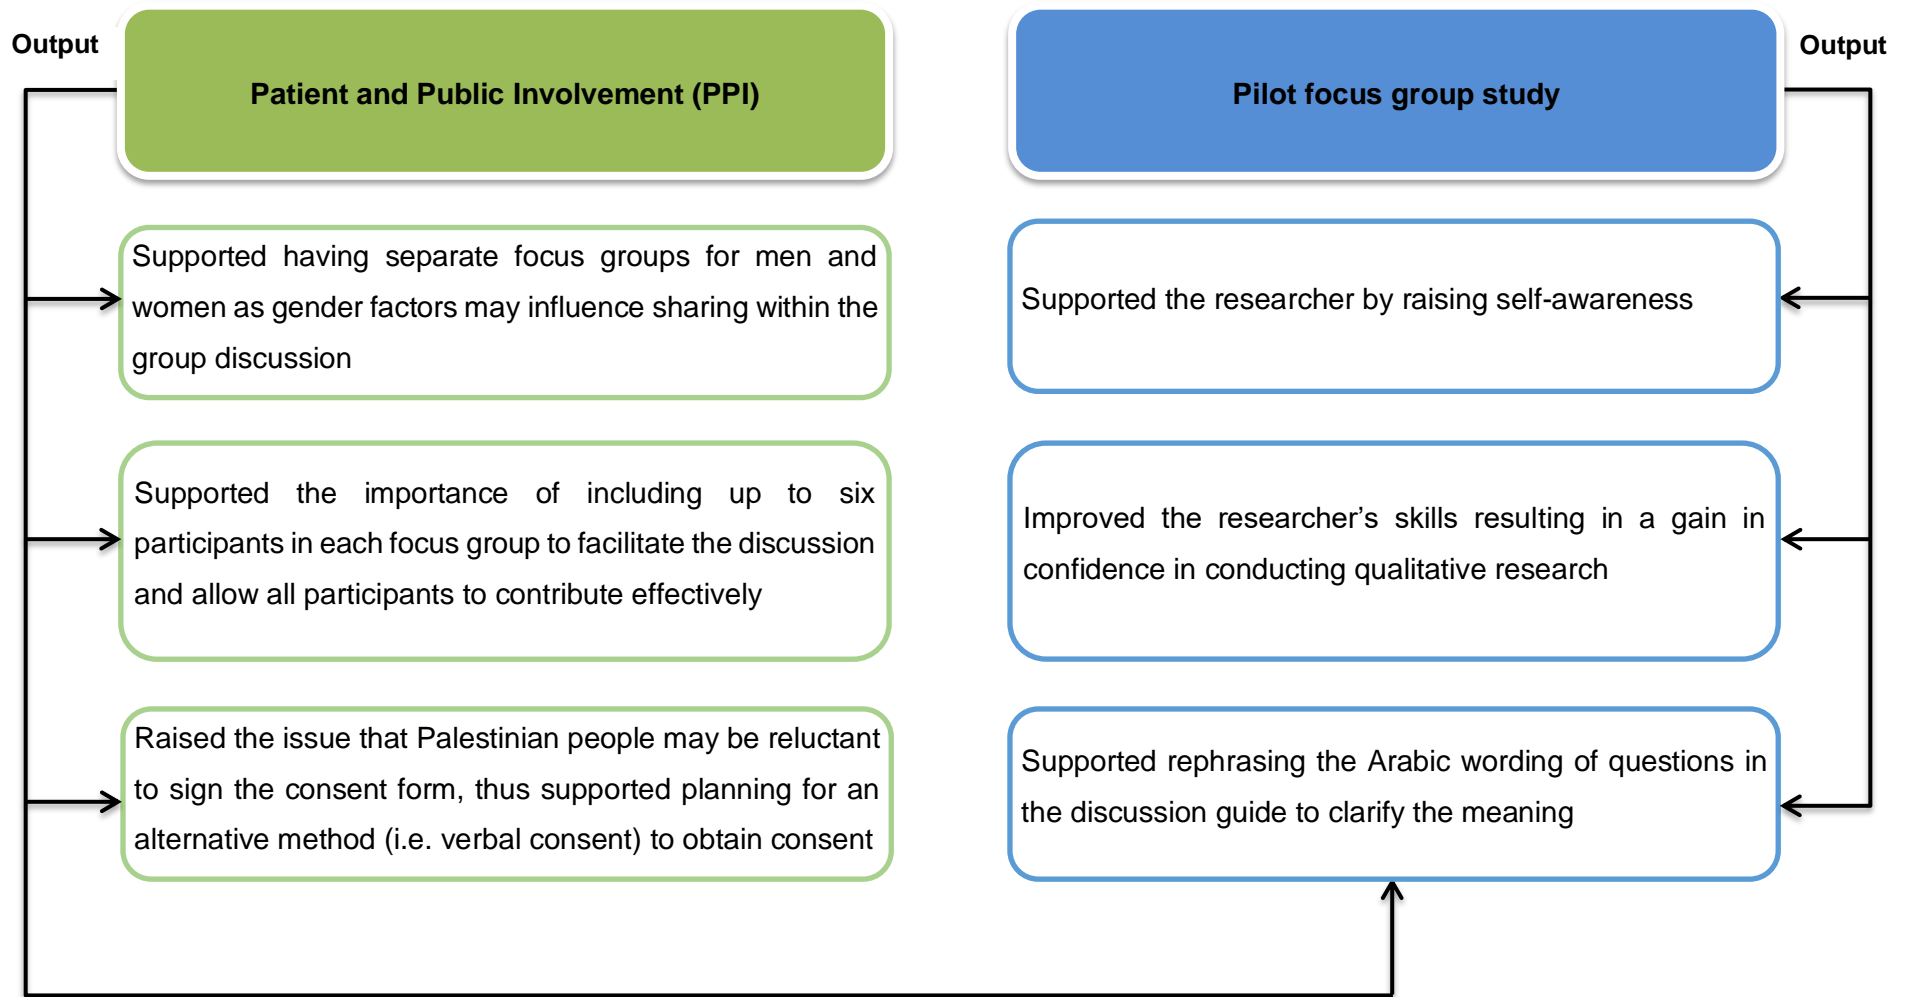 Output
Patient and Public Involvement (PPI)
Supported having separate focus groups for men and
women as gender factors may influence sharing within the
group discussion
Supported the importance of including up to six
participants in each focus group to facilitate the discussion
and allow all participants to contribute effectively
Raised the issue that Palestinian people may be reluctant
to sign the consent form, thus supported planning for an
alternative method (i.e. verbal consent) to obtain consent
Output
Pilot focus group study
Supported the researcher by raising self-awareness
Improved the researcher’s skills resulting in a gain in
confidence in conducting qualitative research
Supported rephrasing the Arabic wording of questions in
the discussion guide to clarify the meaning